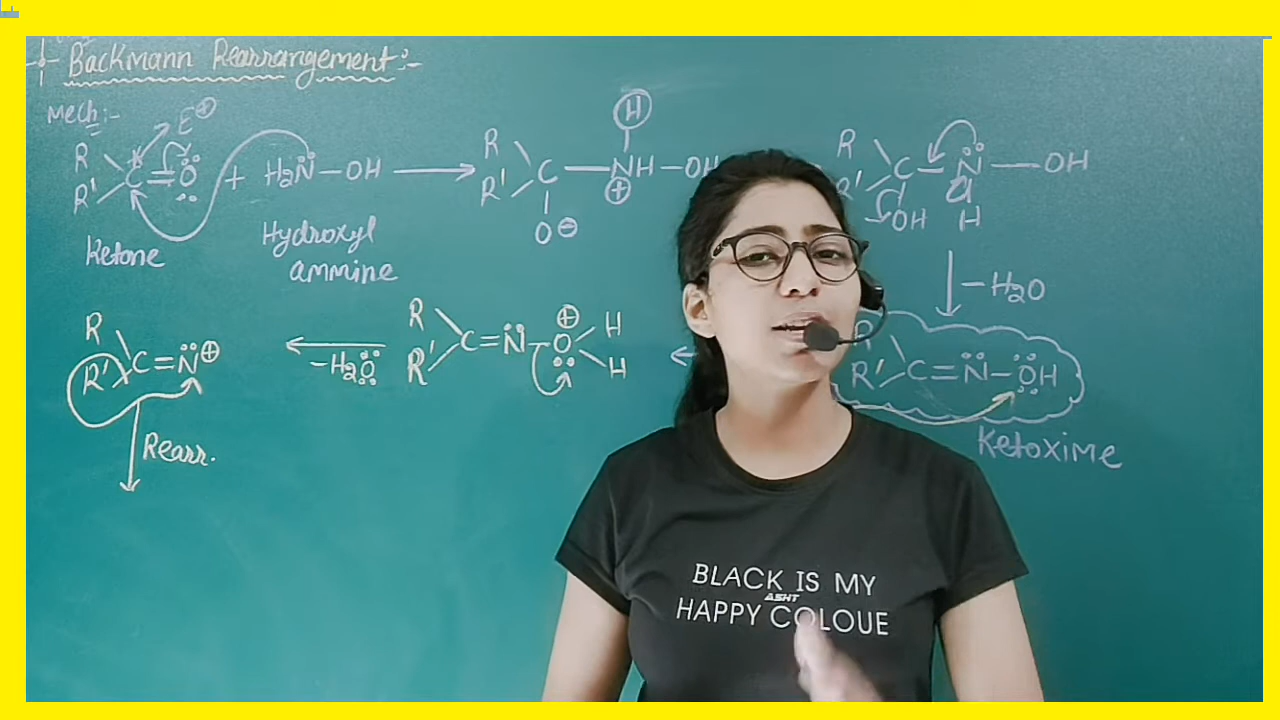 Backmann Rearrangement:-
Mech:-
R R' C=O E⊕ + H₂N̈-OH → R R' C-NH-OH H ⊕ O⊖ R R' C-N̈-OH OH H
Ketone
Hydroxyl
ammine
-H₂O
R R' C=N̈⊕ ← -H₂O R R' C=N̈-O⊕ H H ← R R' C=N̈-OH
Rearr.
Ketoxime
BLACK IS MY
ASHT
HAPPY COLOUE